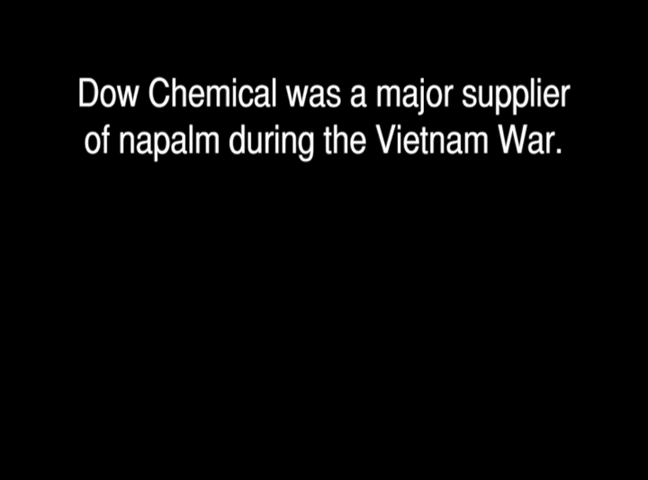 Dow Chemical was a major supplier
of napalm during the Vietnam War.